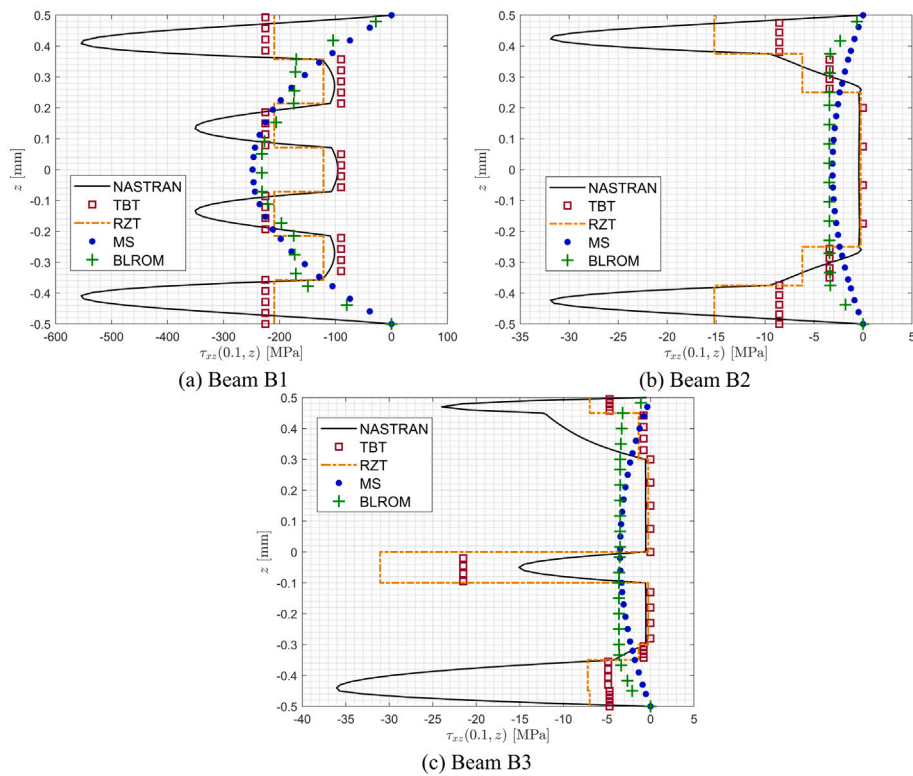 0.5
0.4
0.3
0.2
0.1
0
-0.1
-0.2
-0.3
-0.4
-0.5
z [mm]
NASTRAN
TBT
RZT
MS
BLROM
-600 -500 -400 -300 -200 -100 0 100
τxz(0.1, z) [MPa]
(a) Beam B1
0.5
0.4
0.3
0.2
0.1
0
-0.1
-0.2
-0.3
-0.4
-0.5
z [mm]
NASTRAN
TBT
RZT
MS
BLROM
-35 -30 -25 -20 -15 -10 -5 0 5
τxz(0.1, z) [MPa]
(b) Beam B2
0.5
0.4
0.3
0.2
0.1
0
-0.1
-0.2
-0.3
-0.4
-0.5
z [mm]
NASTRAN
TBT
RZT
MS
BLROM
-40 -35 -30 -25 -20 -15 -10 -5 0 5
τxz(0.1, z) [MPa]
(c) Beam B3